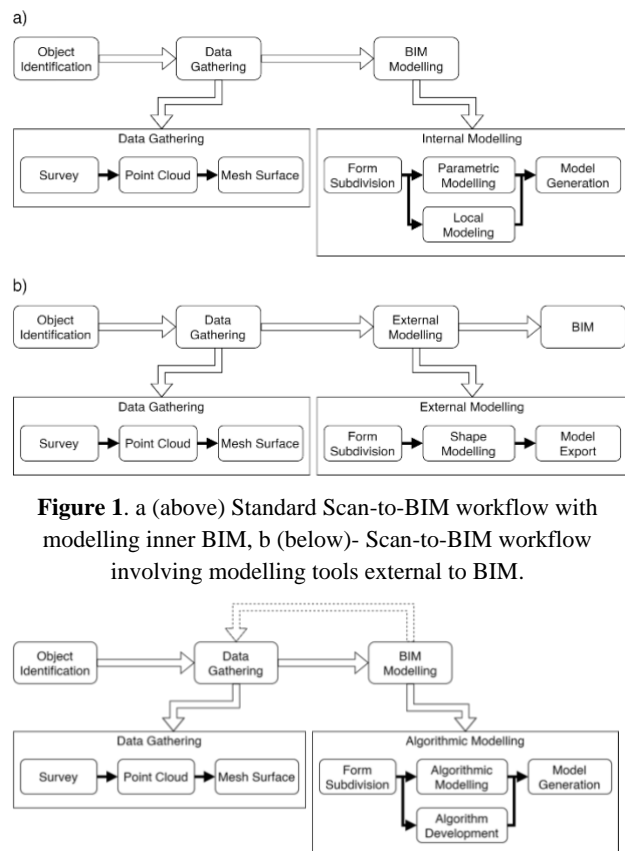 a)
Object Identification
Data Gathering
BIM Modelling
Data Gathering
Survey
Point Cloud
Mesh Surface
Internal Modelling
Form Subdivision
Parametric Modelling
Model Generation
Local Modeling
b)
Object Identification
Data Gathering
External Modelling
BIM
Data Gathering
Survey
Point Cloud
Mesh Surface
External Modelling
Form Subdivision
Shape Modelling
Model Export
Figure 1. a (above) Standard Scan-to-BIM workflow with
modelling inner BIM, b (below)- Scan-to-BIM workflow
involving modelling tools external to BIM.
Object Identification
Data Gathering
BIM Modelling
Data Gathering
Survey
Point Cloud
Mesh Surface
Algorithmic Modelling
Form Subdivision
Algorithmic Modelling
Model Generation
Algorithm Development